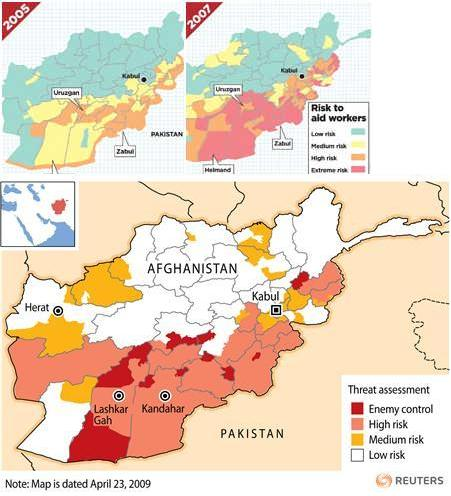 2005
Uruzgan
Kabul
PAKISTAN
Zabul
2007
Uruzgan
Kabul
Zabul
Helmand
Risk to
aid workers
Low risk
Medium risk
High risk
Extreme risk
AFGHANISTAN
Herat
Kabul
Lashkar
Gah
Kandahar
PAKISTAN
Threat assessment
Enemy control
High risk
Medium risk
Low risk
Note: Map is dated April 23, 2009
REUTERS